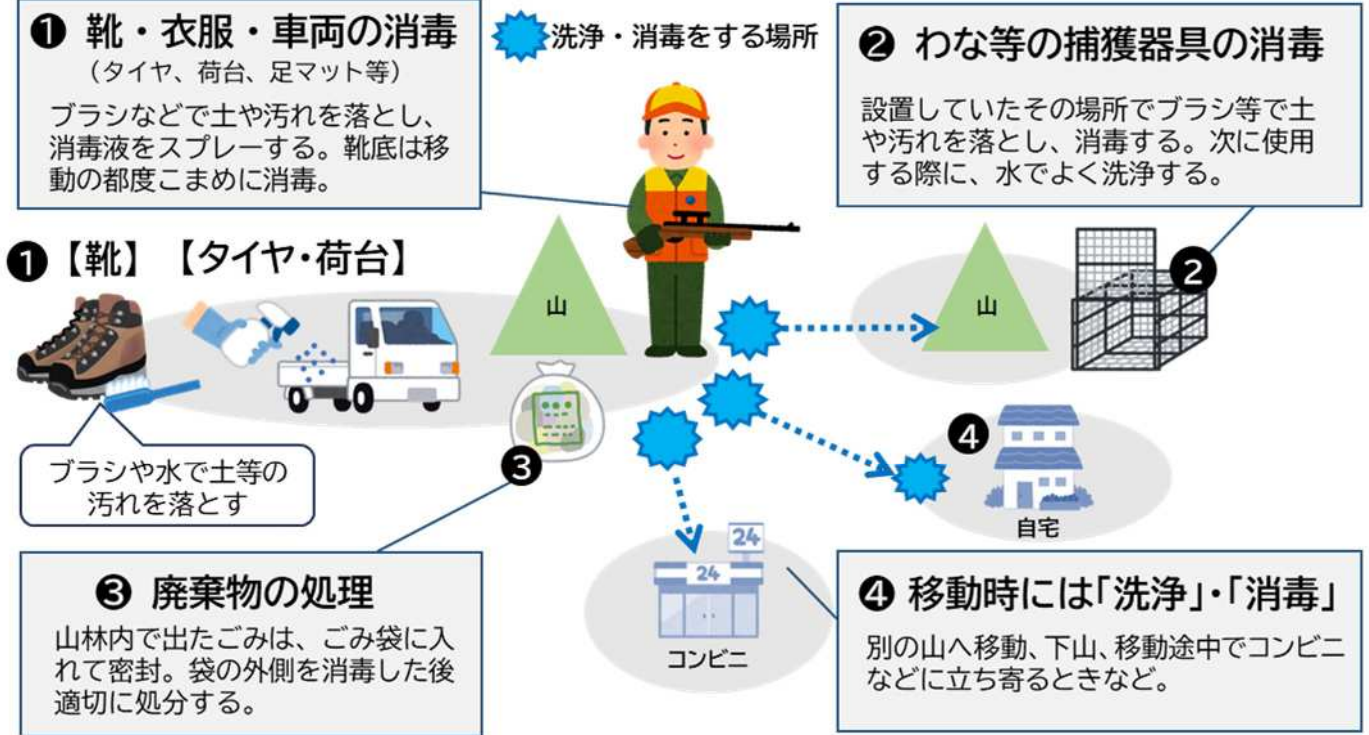 ❶ 靴・衣服・車両の消毒
（タイヤ、荷台、足マット等）
ブラシなどで土や汚れを落とし、
消毒液をスプレーする。靴底は移
動の都度こまめに消毒。
洗浄・消毒をする場所
❷ わな等の捕獲器具の消毒
設置していたその場所でブラシ等で土
や汚れを落とし、消毒する。次に使用
する際に、水でよく洗浄する。
❶【靴】【タイヤ・荷台】
山
山
❷
ブラシや水で土等の
汚れを落とす
❸
❹
自宅
24
24
コンビニ
❸ 廃棄物の処理
山林内で出たごみは、ごみ袋に入
れて密封。袋の外側を消毒した後
適切に処分する。
❹ 移動時には「洗浄」・「消毒」
別の山へ移動、下山、移動途中でコンビニ
などに立ち寄るときなど。